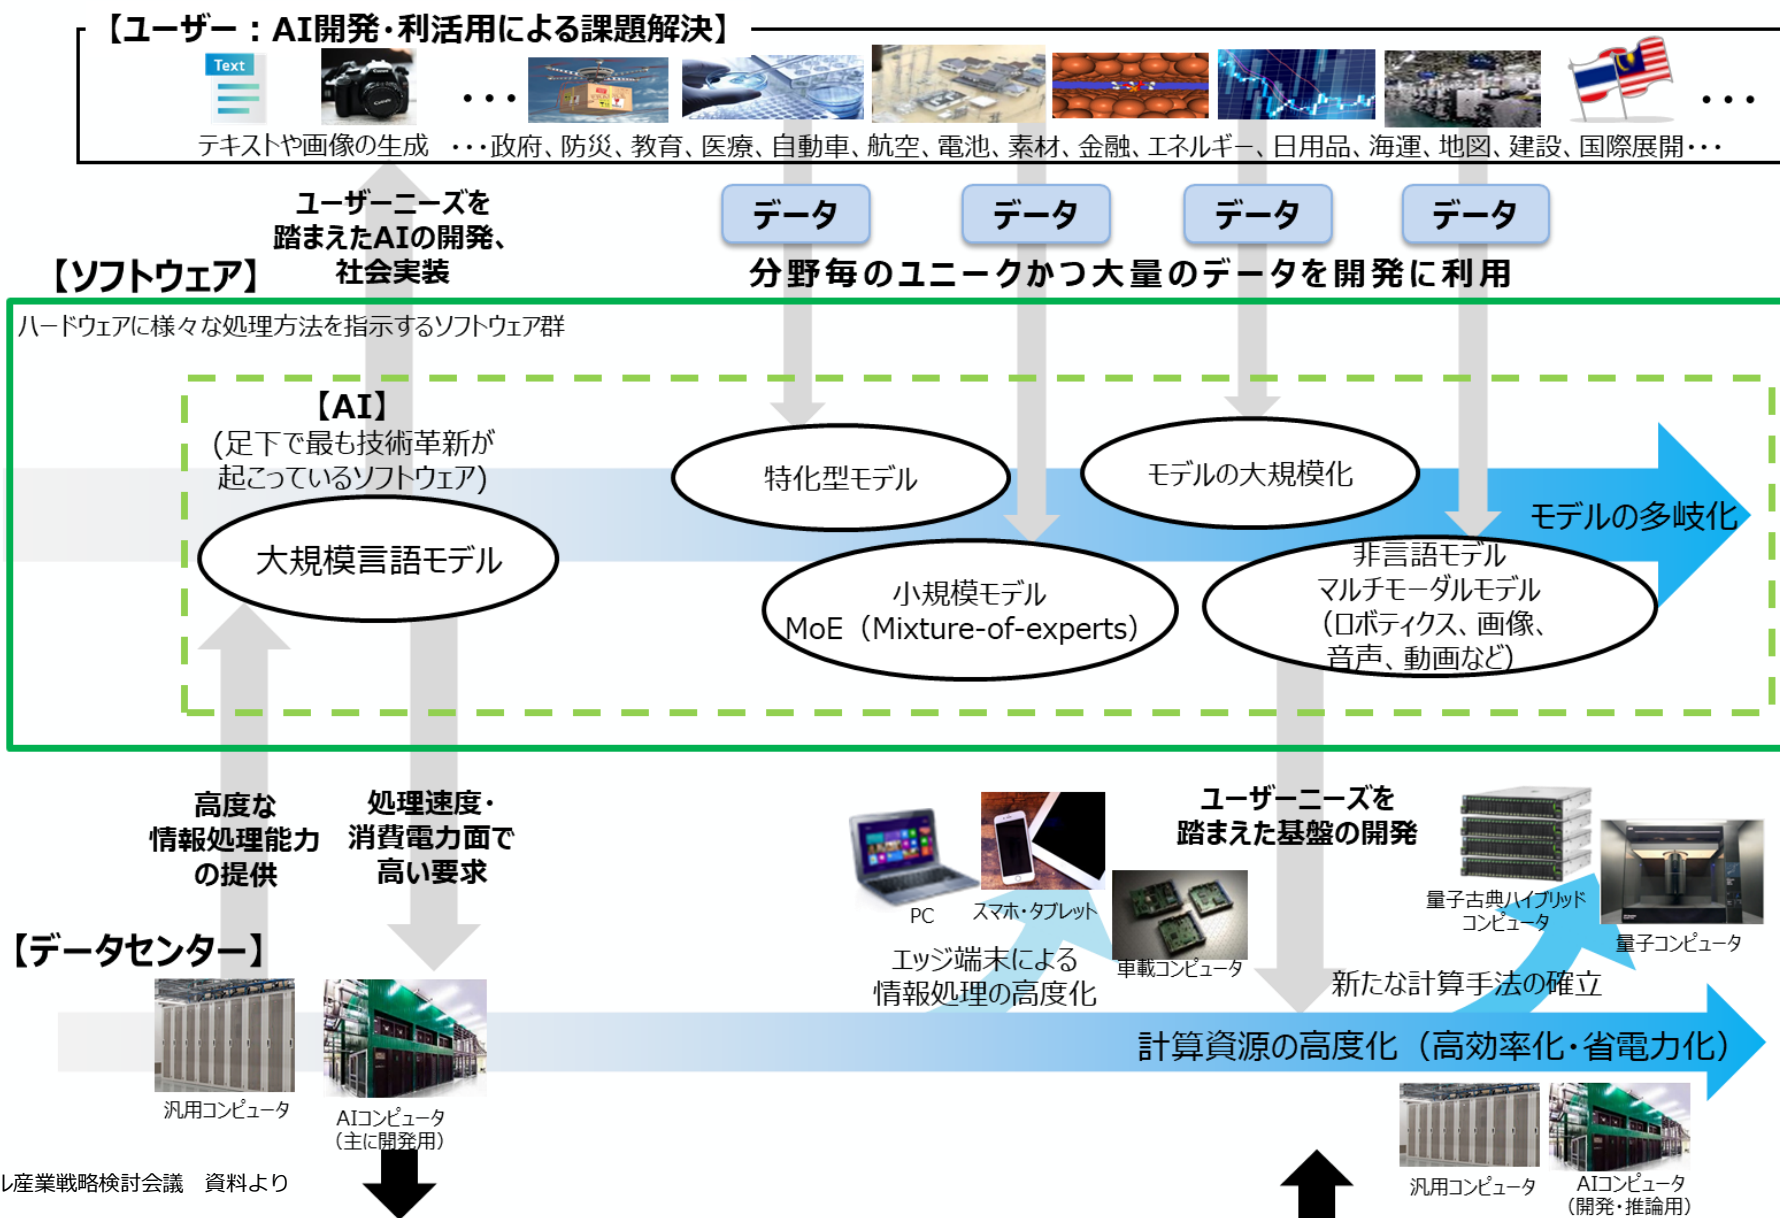 【ユーザー：AI開発・利活用による課題解決】
Text
・・・
・・・
テキストや画像の生成 ・・・政府、防災、教育、医療、自動車、航空、電池、素材、金融、エネルギー、日用品、海運、地図、建設、国際展開・・・
ユーザーニーズを
踏まえたAIの開発、
社会実装
データ
データ
データ
データ
分野毎のユニークかつ大量のデータを開発に利用
【ソフトウェア】
ハードウェアに様々な処理方法を指示するソフトウェア群
【AI】
(足下で最も技術革新が
起こっているソフトウェア)
大規模言語モデル
特化型モデル
小規模モデル
MoE（Mixture-of-experts）
モデルの大規模化
非言語モデル
マルチモーダルモデル
（ロボティクス、画像、
音声、動画など）
モデルの多岐化
高度な
情報処理能力
の提供
処理速度・
消費電力面で
高い要求
ユーザーニーズを
踏まえた基盤の開発
PC
スマホ・タブレット
車載コンピュータ
エッジ端末による
情報処理の高度化
量子古典ハイブリッド
コンピュータ
量子コンピュータ
新たな計算手法の確立
【データセンター】
計算資源の高度化（高効率化・省電力化）
汎用コンピュータ
AIコンピュータ
（主に開発用）
汎用コンピュータ
AIコンピュータ
（開発・推論用）
ル産業戦略検討会議 資料より